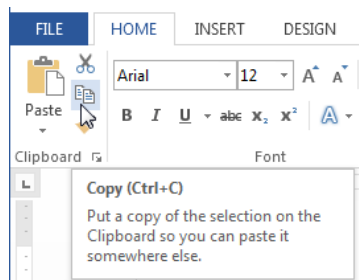 FILE HOME INSERT DESIGN
Arial 12 A A
Paste B I U abc X₂ X² A
Clipboard Font
L
Copy (Ctrl+C)
Put a copy of the selection on the
Clipboard so you can paste it
somewhere else.